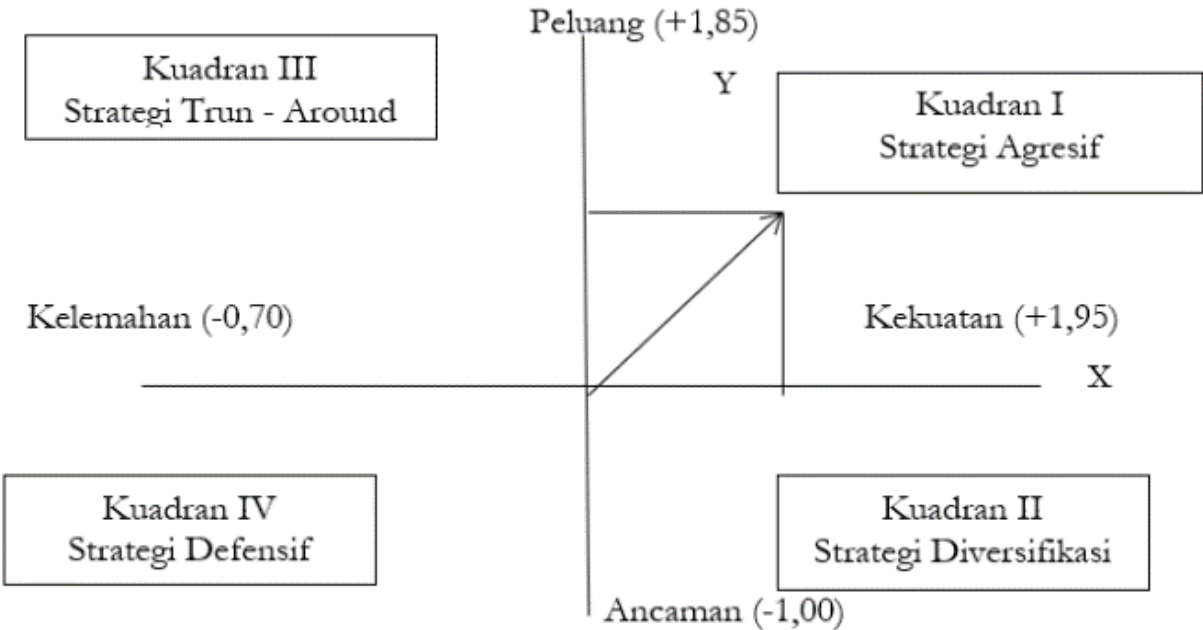 Peluang (+1,85)
Kuadran III
Strategi Trun - Around
Y
Kuadran I
Strategi Agresif
Kelemahan (-0,70)
Kekuatan (+1,95)
X
Kuadran IV
Strategi Defensif
Kuadran II
Strategi Diversifikasi
Ancaman (-1,00)